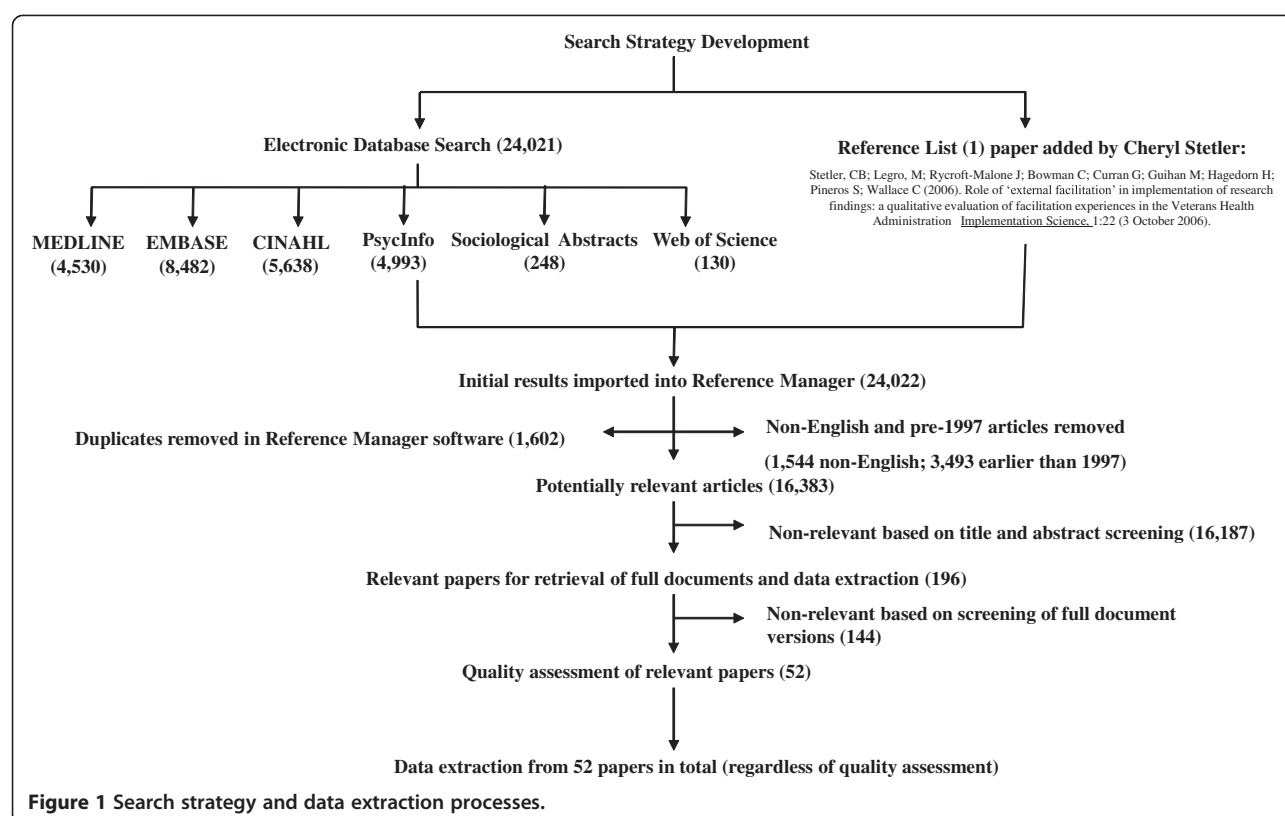 Search Strategy Development
Electronic Database Search (24,021)
Reference List (1) paper added by Cheryl Stetler:
Stetler, CB; Legro, M; Rycroft-Malone J; Bowman C; Curran G; Guihan M; Hagedorn H;
Pineros S; Wallace C (2006). Role of 'external facilitation' in implementation of research
findings: a qualitative evaluation of facilitation experiences in the Veterans Health
Administration Implementation Science, 1:22 (3 October 2006).
MEDLINE
(4,530)
EMBASE
(8,482)
CINAHL
(5,638)
PsycInfo
(4,993)
Sociological Abstracts
(248)
Web of Science
(130)
Initial results imported into Reference Manager (24,022)
Duplicates removed in Reference Manager software (1,602)
Non-English and pre-1997 articles removed
(1,544 non-English; 3,493 earlier than 1997)
Potentially relevant articles (16,383)
Non-relevant based on title and abstract screening (16,187)
Relevant papers for retrieval of full documents and data extraction (196)
Non-relevant based on screening of full document
versions (144)
Quality assessment of relevant papers (52)
Data extraction from 52 papers in total (regardless of quality assessment)
Figure 1 Search strategy and data extraction processes.